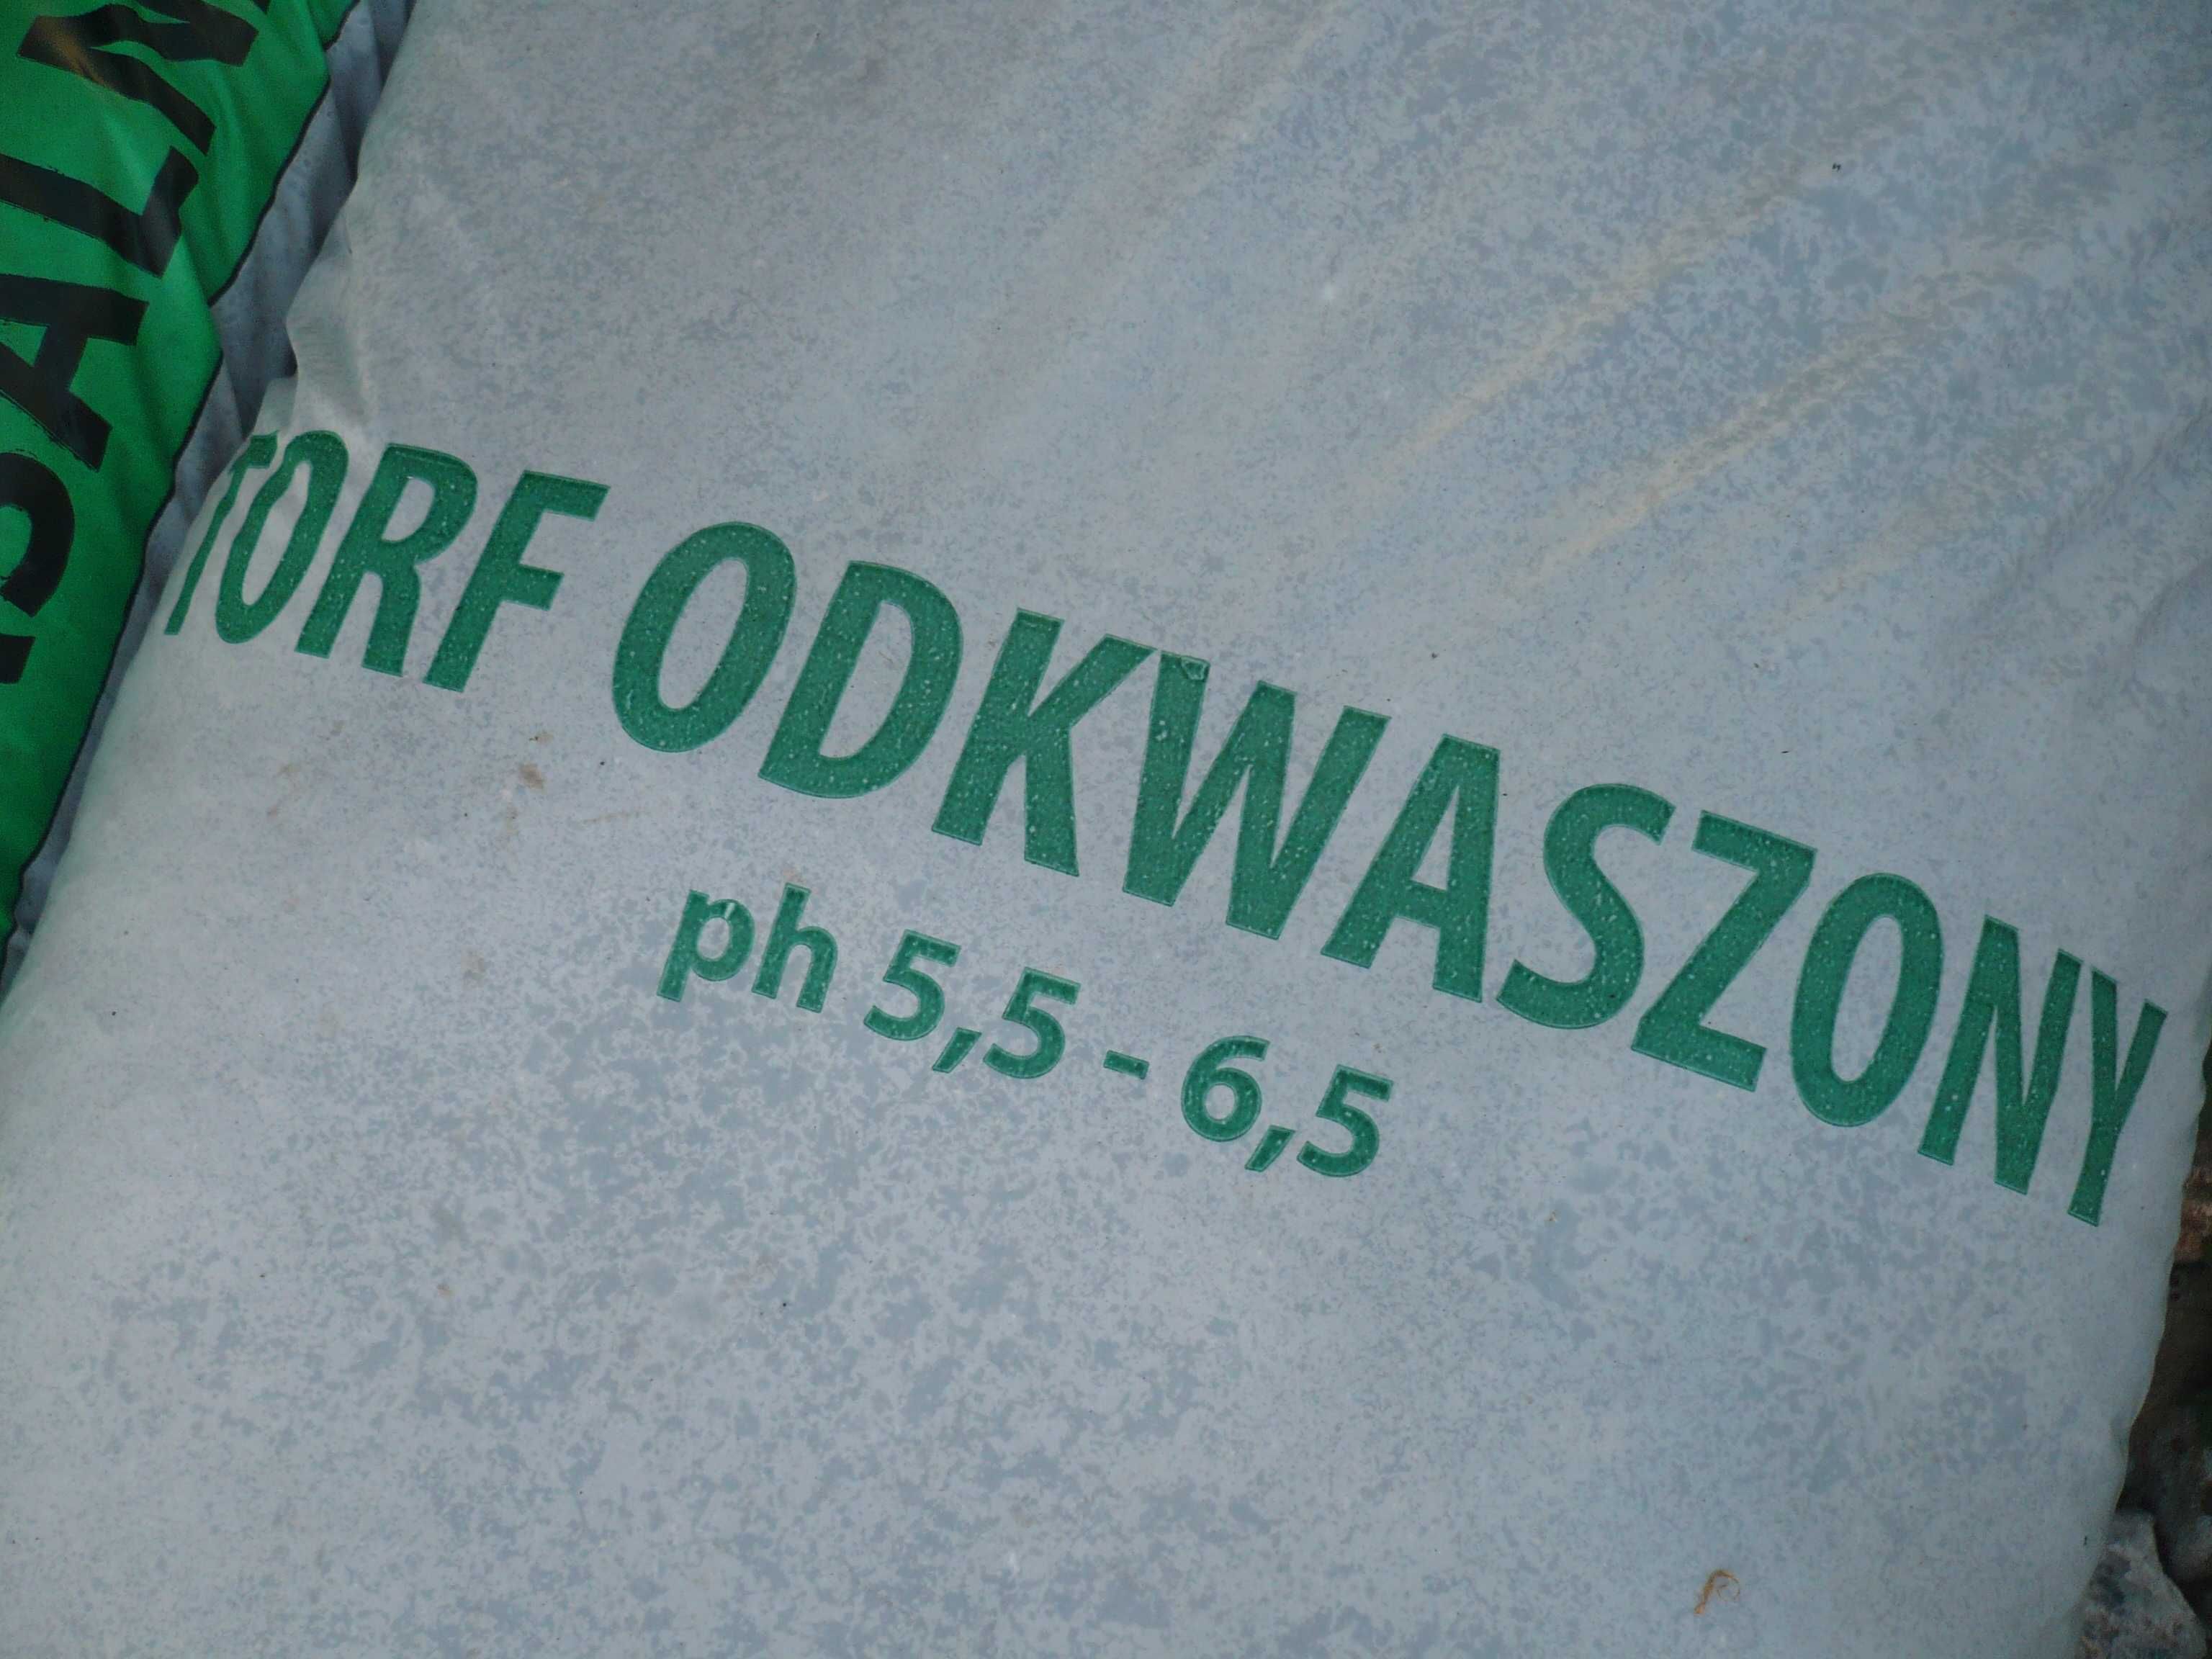 TORF ODKWASZONY
ph 5,5 - 6,5